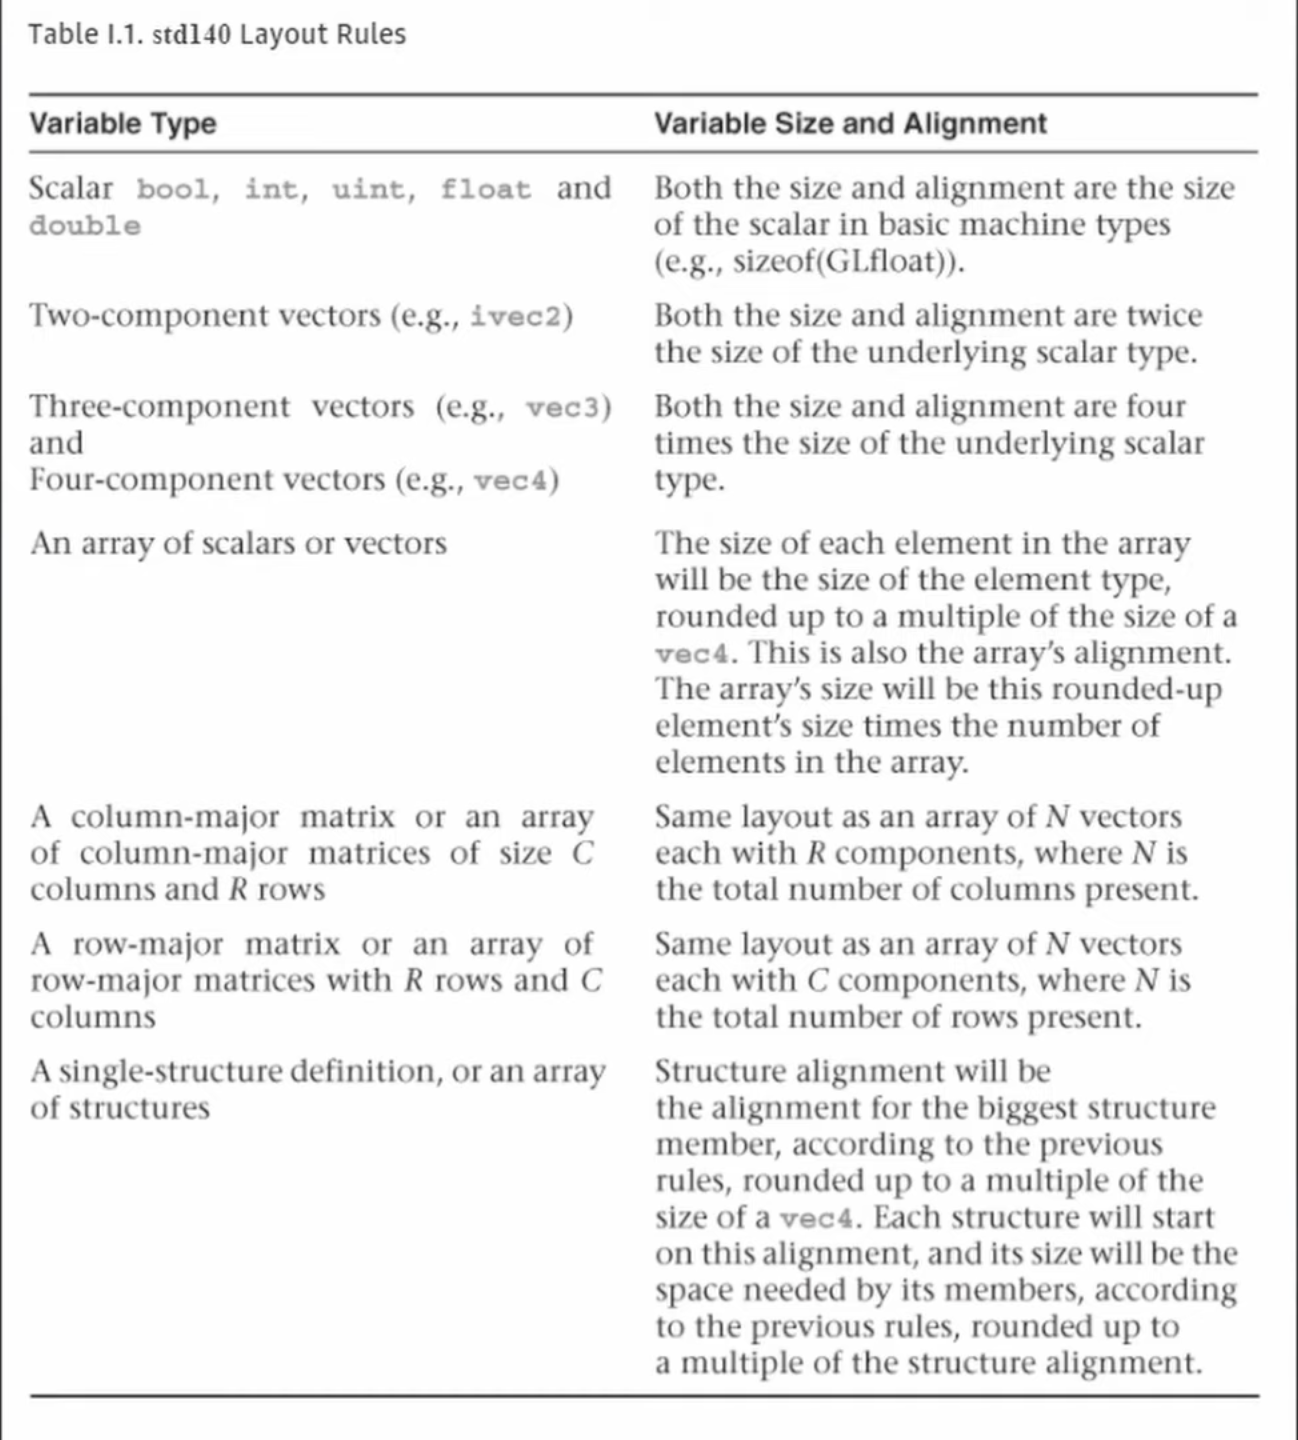 Table I.1. std140 Layout Rules
Variable Type
Variable Size and Alignment
Scalar bool, int, uint, float and
double
Both the size and alignment are the size
of the scalar in basic machine types
(e.g., sizeof(GLfloat)).
Two-component vectors (e.g., ivec2)
Both the size and alignment are twice
the size of the underlying scalar type.
Three-component vectors (e.g., vec3)
and
Four-component vectors (e.g., vec4)
Both the size and alignment are four
times the size of the underlying scalar
type.
An array of scalars or vectors
The size of each element in the array
will be the size of the element type,
rounded up to a multiple of the size of a
vec4. This is also the array's alignment.
The array's size will be this rounded-up
element's size times the number of
elements in the array.
A column-major matrix or an array
of column-major matrices of size C
columns and R rows
Same layout as an array of N vectors
each with R components, where N is
the total number of columns present.
A row-major matrix or an array of
row-major matrices with R rows and C
columns
Same layout as an array of N vectors
each with C components, where N is
the total number of rows present.
A single-structure definition, or an array
of structures
Structure alignment will be
the alignment for the biggest structure
member, according to the previous
rules, rounded up to a multiple of the
size of a vec4. Each structure will start
on this alignment, and its size will be the
space needed by its members, according
to the previous rules, rounded up to
a multiple of the structure alignment.